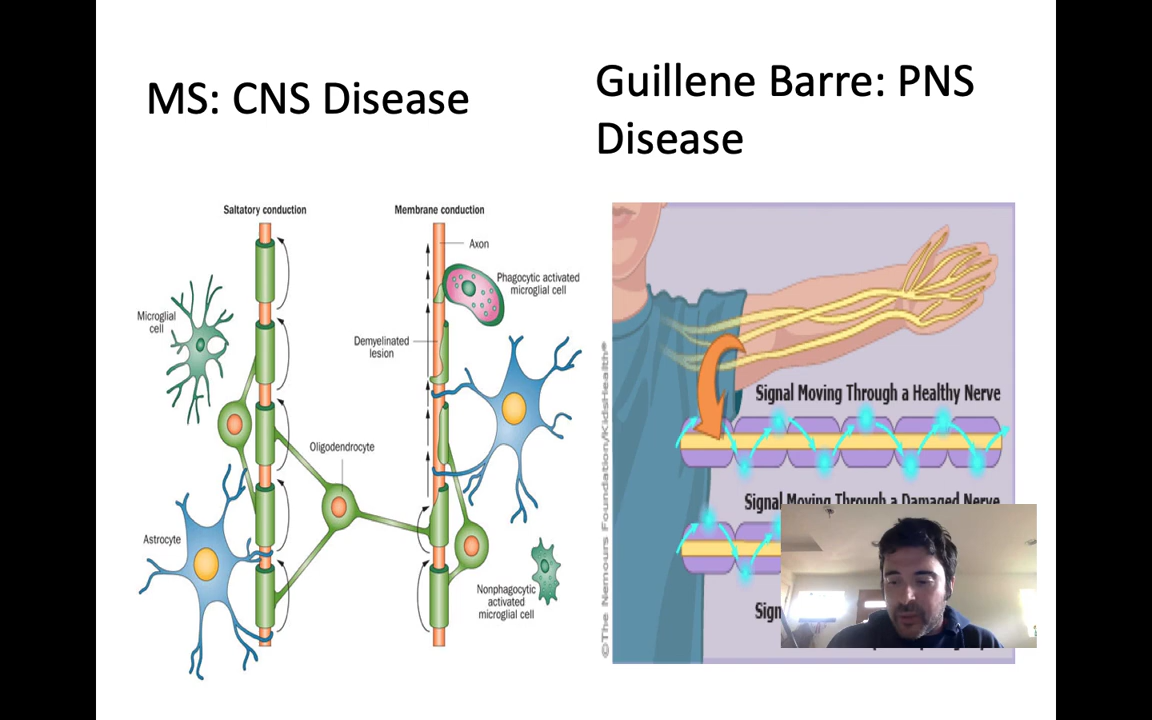 MS: CNS Disease
Guillene Barre: PNS
Disease
Saltatory conduction
Membrane conduction
Axon
Phagocytic activated
microglial cell
Microglial
cell
Demyelinated
lesion
Oligodendrocyte
Astrocyte
Nonphagocytic
activated
microglial cell
©The Nemours Foundation/KidsHealth®
Signal Moving Through a Healthy Nerve
Signal Moving Through a Damaged Nerve